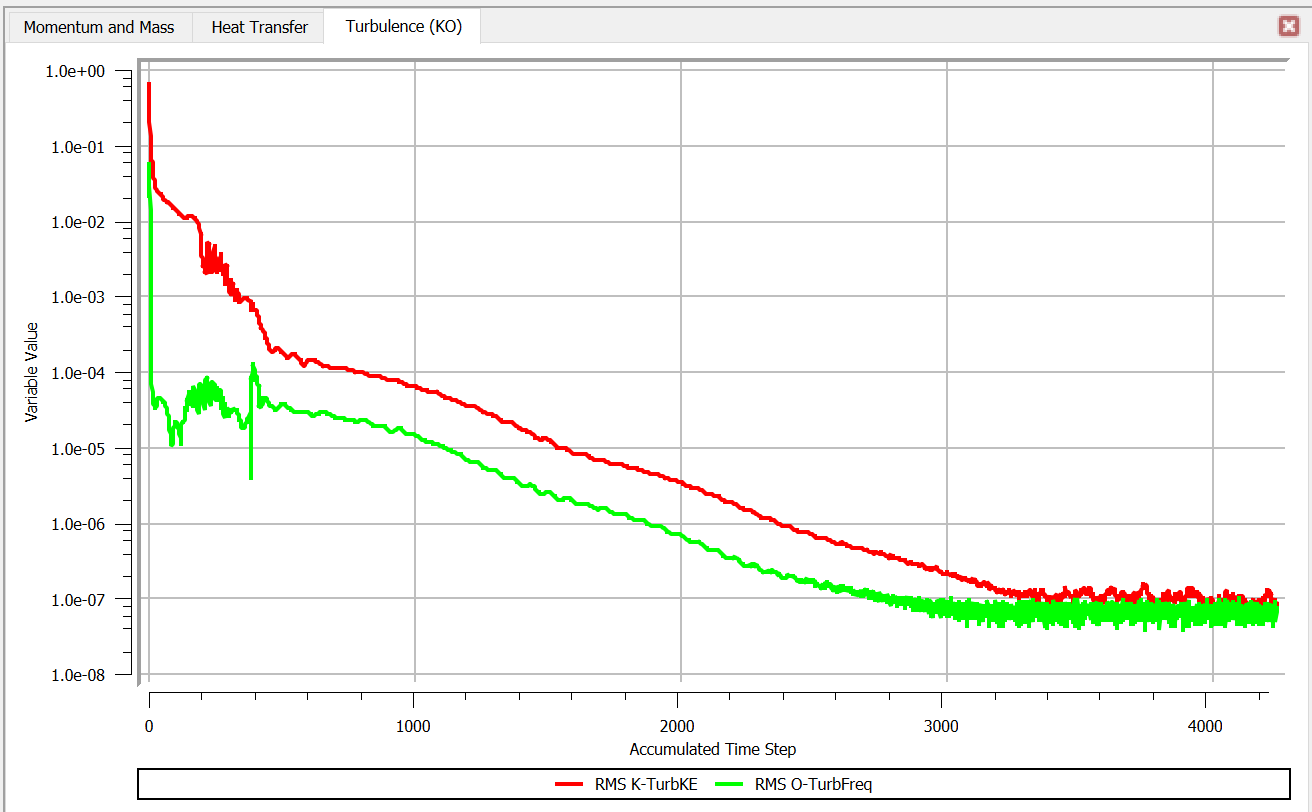 Momentum and Mass Heat Transfer Turbulence (KO)
1.0e+00
1.0e-01
1.0e-02
1.0e-03
1.0e-04
1.0e-05
1.0e-06
1.0e-07
1.0e-08
Variable Value
0 1000 2000 3000 4000
Accumulated Time Step
RMS K-TurbKE RMS O-TurbFreq